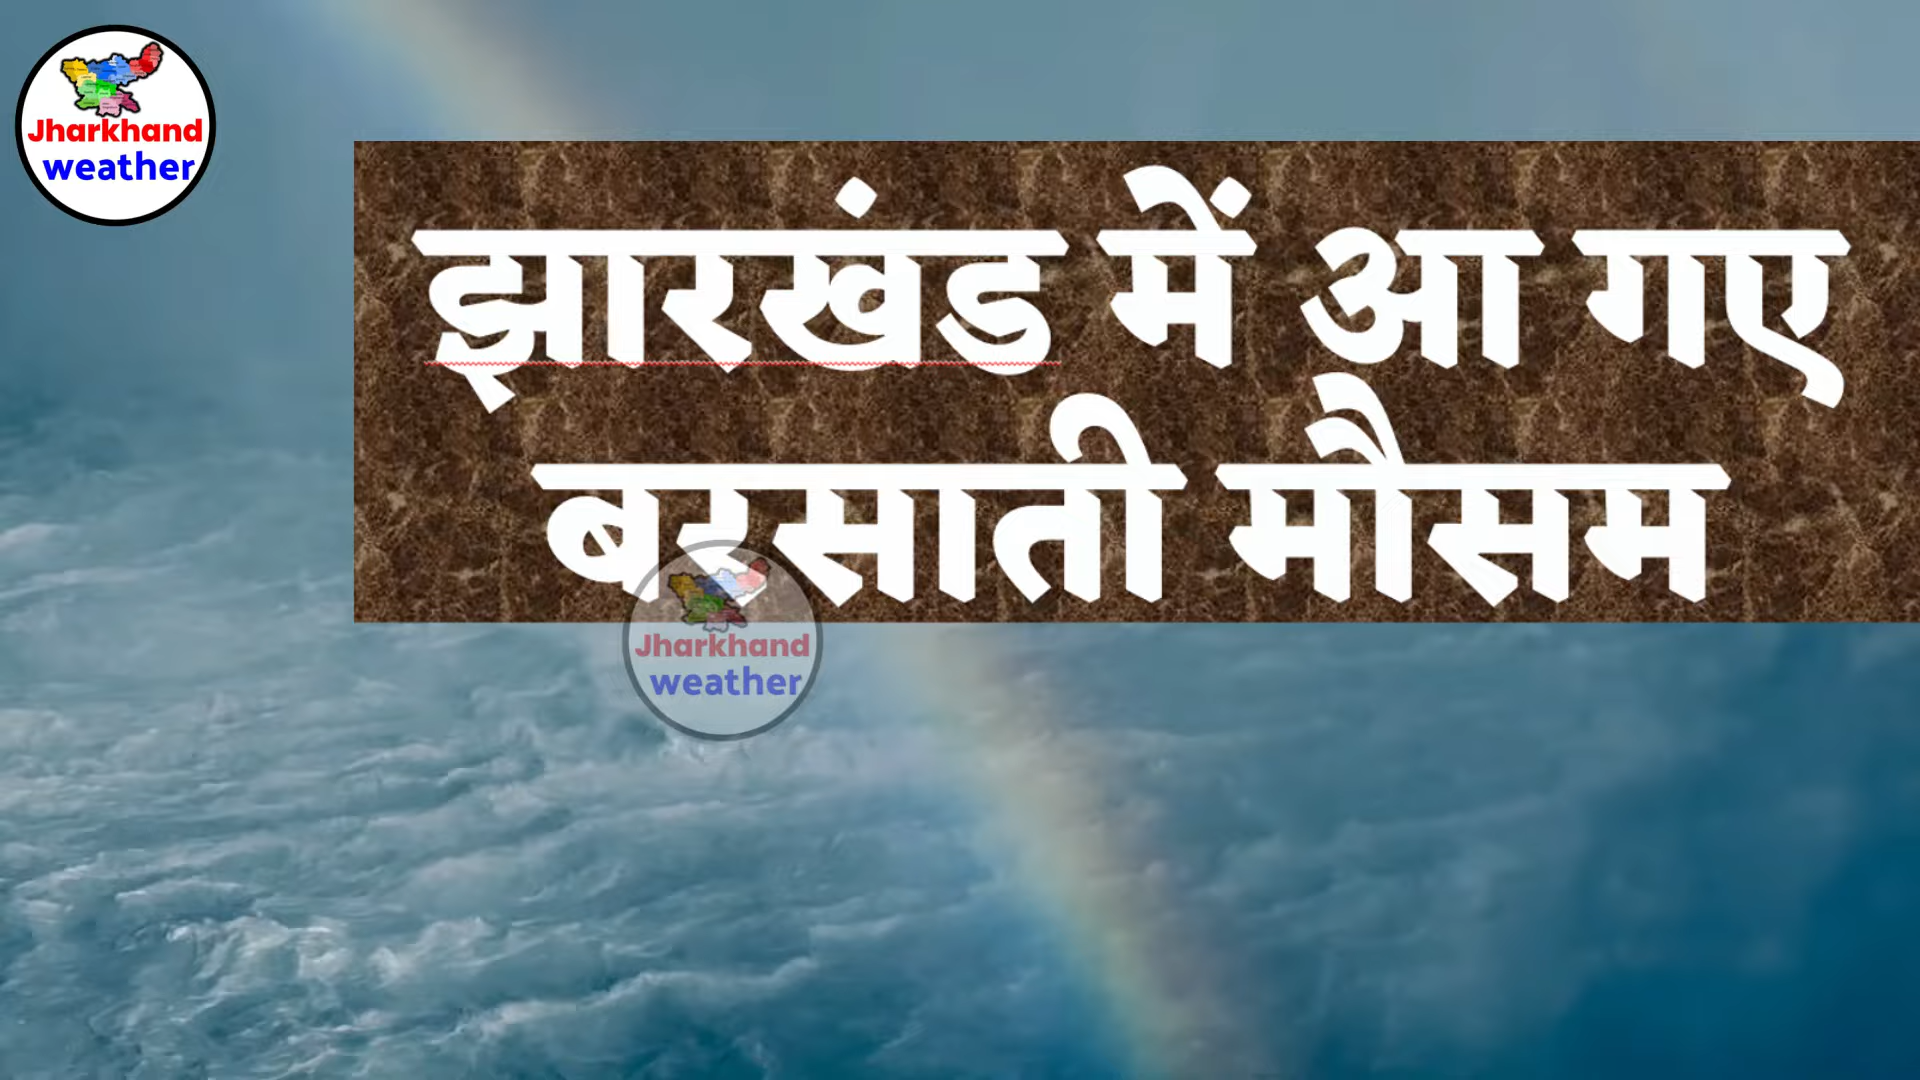 Jharkhand
weather
झारखंड में आ गए
बरसाती मौसम
Jharkhand
weather